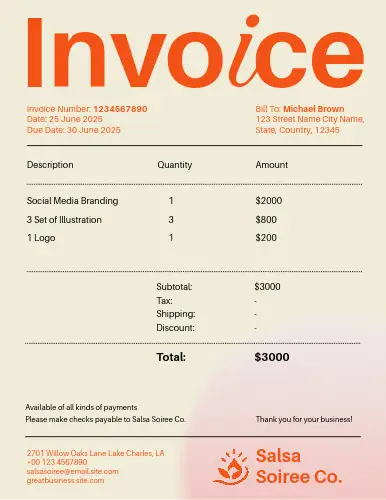 Invoice
Invoice Number: 1234567890
Date: 25 June 2025
Due Date: 30 June 2025
Bill To: Michael Brown
123 Street Name City Name,
State, Country, 12345
Description Quantity Amount
Social Media Branding 1 $2000
3 Set of Illustration 3 $800
1 Logo 1 $200
Subtotal: $3000
Tax: -
Shipping: -
Discount: -
Total: $3000
Available of all kinds of payments
Please make checks payable to Salsa Soiree Co. Thank you for your business!
2701 Willow Oaks Lane Lake Charles, LA
+00 123 4567890
salsasoiree@email.site.com
greatbusiness.site.com
Salsa
Soiree Co.